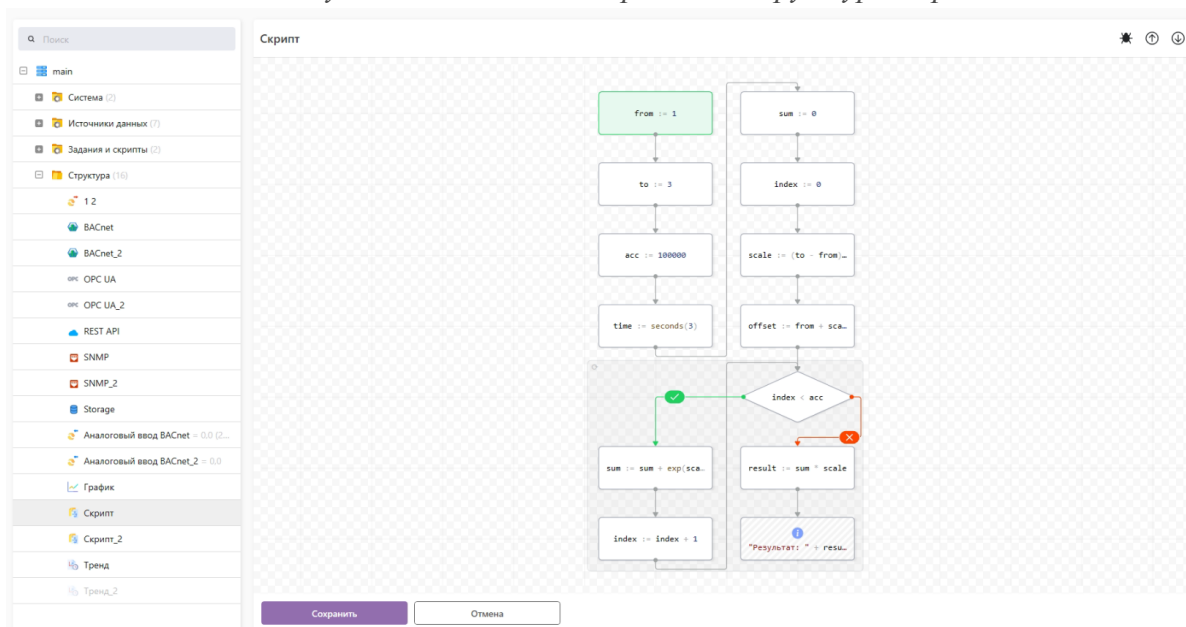 Поиск
main
Система (2)
Источники данных (7)
Задания и скрипты (2)
Структура (16)
1 2
BACnet
BACnet_2
OPC OPC UA
OPC OPC UA_2
REST API
SNMP
SNMP_2
Storage
Аналоговый ввод BACnet = 0,0 (2...
Аналоговый ввод BACnet_2 = 0,0
График
Скрипт
Скрипт_2
Тренд
Тренд_2
Скрипт
from := 1
to := 3
acc := 100000
time := seconds(3)
sum := 0
index := 0
scale := (to - from)…
offset := from + sca…
index < acc
sum := sum + exp(sca…
index := index + 1
result := sum * scale
"Результат: " + resu…
Сохранить
Отмена